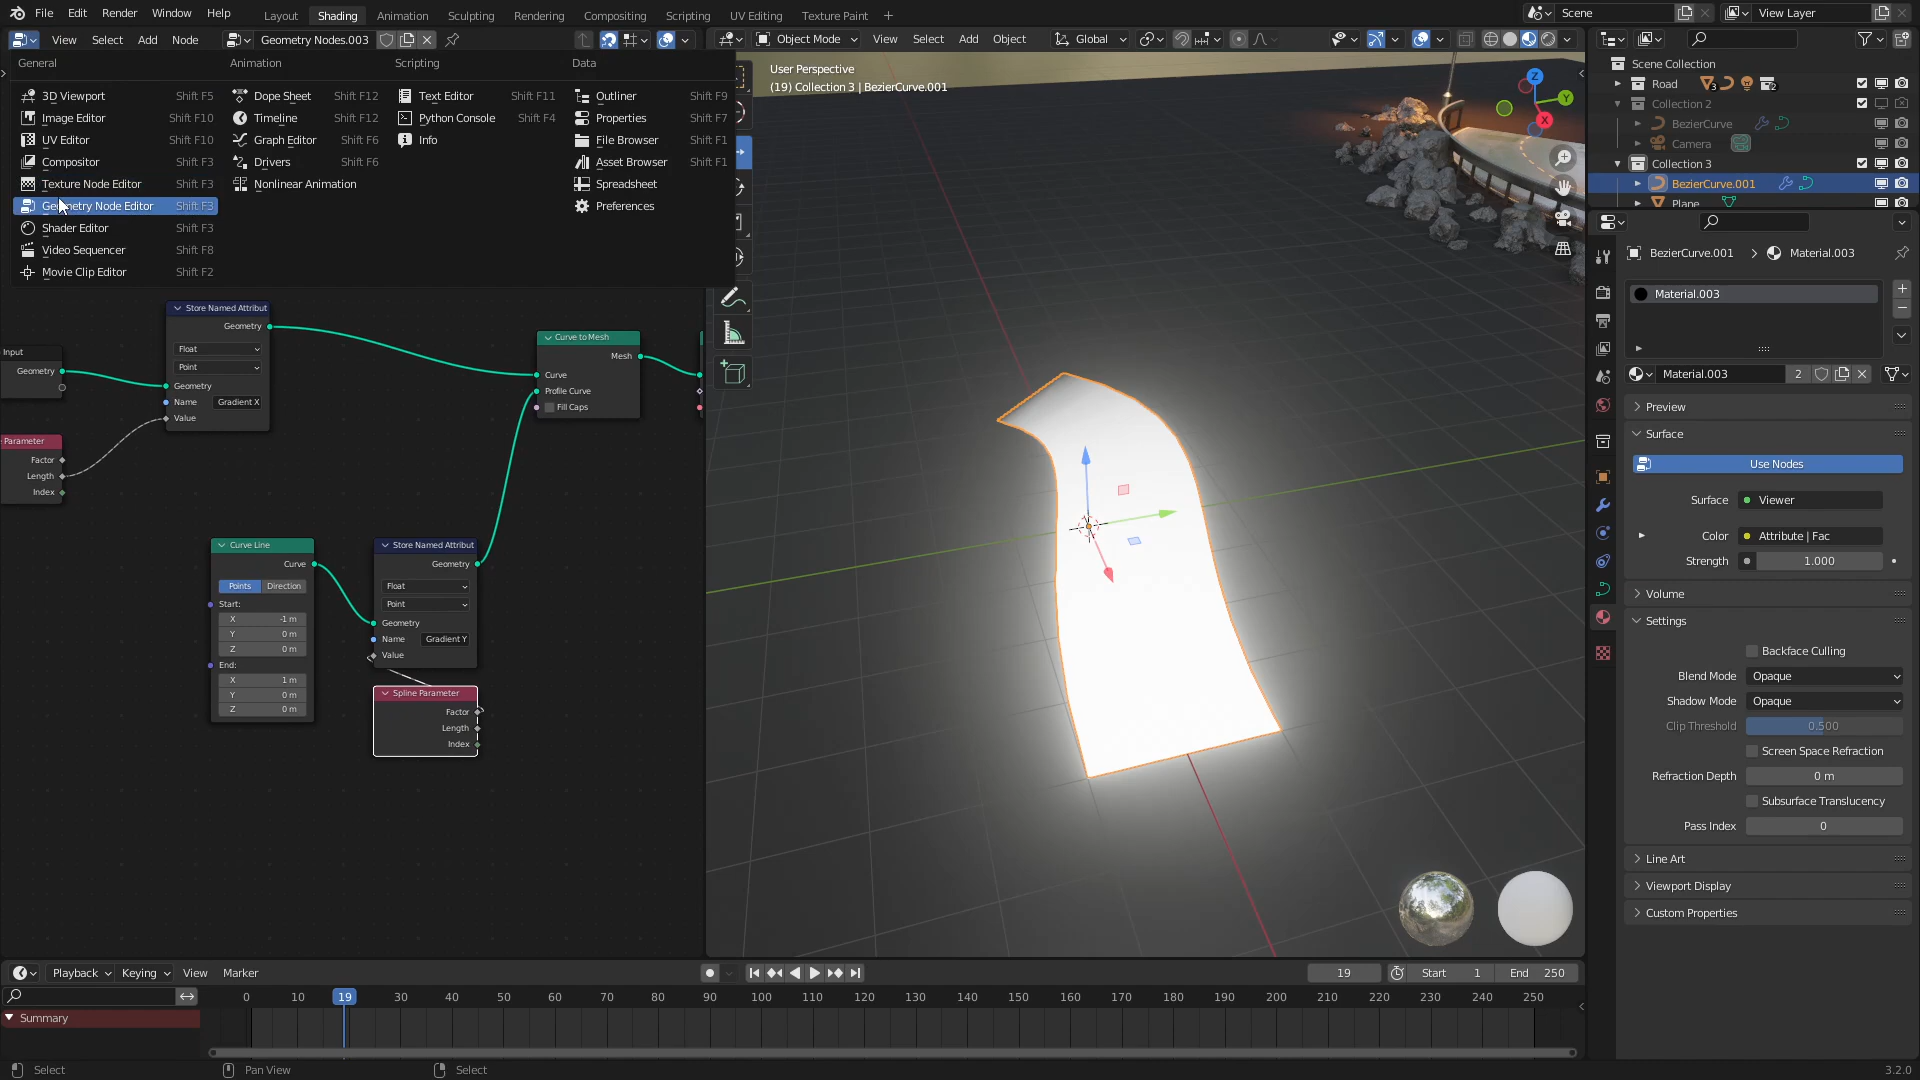 File Edit Render Window Help Layout Shading Animation Sculpting Rendering Compositing Scripting UV Editing Texture Paint + Scene View Layer
View Select Add Node Geometry Nodes.003 Object Mode View Select Add Object Global
General Animation Scripting Data
3D Viewport Shift F5 Dope Sheet Shift F12 Text Editor Shift F11 Outliner Shift F9
Image Editor Shift F10 Timeline Shift F12 Python Console Shift F4 Properties Shift F7
UV Editor Shift F10 Graph Editor Shift F6 Info File Browser Shift F1
Compositor Shift F3 Drivers Shift F6 Asset Browser Shift F1
Texture Node Editor Shift F3 Nonlinear Animation Spreadsheet
Geometry Node Editor Shift F3 Preferences
Shader Editor Shift F3
Video Sequencer Shift F8
Movie Clip Editor Shift F2
User Perspective
(19) Collection 3 | BezierCurve.001
Z
Y
X
Scene Collection
Road 3 2
Collection 2
BezierCurve
Camera
Collection 3
BezierCurve.001
Plane
Input
Geometry
Parameter
Factor
Length
Index
Store Named Attribut
Geometry
Float
Point
Geometry
Name Gradient X
Value
Curve to Mesh
Mesh
Curve
Profile Curve
Fill Caps
Curve Line
Curve
Points Direction
Start:
X -1 m
Y 0 m
Z 0 m
End:
X 1 m
Y 0 m
Z 0 m
Store Named Attribut
Geometry
Float
Point
Geometry
Name Gradient Y
Value
Spline Parameter
Factor
Length
Index
BezierCurve.001 Material.003
Material.003
Material.003 2
Preview
Surface
Use Nodes
Surface Viewer
Color Attribute | Fac
Strength 1.000
Volume
Settings
Backface Culling
Blend Mode Opaque
Shadow Mode Opaque
Clip Threshold 0.500
Screen Space Refraction
Refraction Depth 0 m
Subsurface Translucency
Pass Index 0
Line Art
Viewport Display
Custom Properties
Playback Keying View Marker 19 Start 1 End 250
0 10 19 30 40 50 60 70 80 90 100 110 120 130 140 150 160 170 180 190 200 210 220 230 240 250
Summary
Select Pan View Select 3.2.0